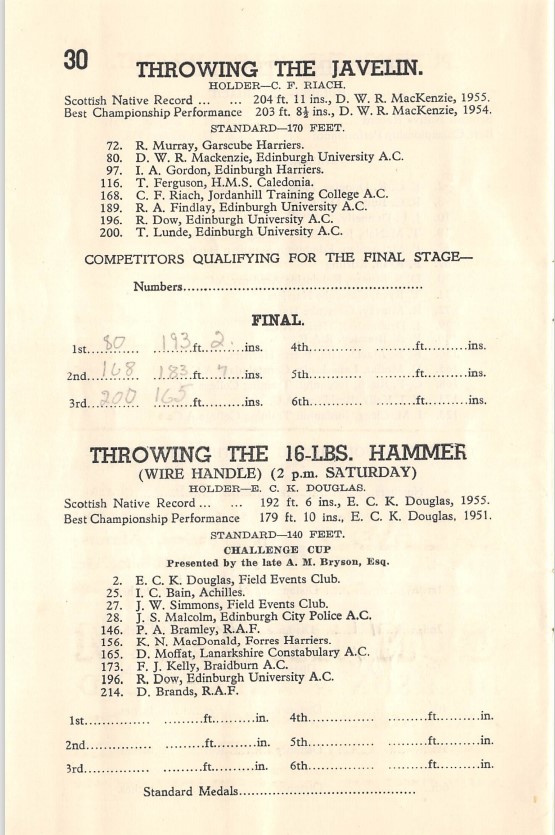 30
THROWING THE JAVELIN.
HOLDER—C. F. RIACH.
Scottish Native Record ... ... 204 ft. 11 ins., D. W. R. MacKenzie, 1955.
Best Championship Performance 203 ft. 8½ ins., D. W. R. MacKenzie, 1954.
STANDARD—170 FEET.
72. R. Murray, Garscube Harriers.
80. D. W. R. Mackenzie, Edinburgh University A.C.
97. I. A. Gordon, Edinburgh Harriers.
116. T. Ferguson, H.M.S. Caledonia.
168. C. F. Riach, Jordanhill Training College A.C.
189. R. A. Findlay, Edinburgh University A.C.
196. R. Dow, Edinburgh University A.C.
200. T. Lunde, Edinburgh University A.C.
COMPETITORS QUALIFYING FOR THE FINAL STAGE—
Numbers......................................................
FINAL.
1st....80.... ..193..ft...2....ins. 4th............ .........ft..........ins.
2nd...168... ..183..ft...7....ins. 5th............ .........ft..........ins.
3rd...200... ..165..ft..........ins. 6th............ .........ft..........ins.
THROWING THE 16-LBS. HAMMER
(WIRE HANDLE) (2 p.m. SATURDAY)
HOLDER—E. C. K. DOUGLAS.
Scottish Native Record ... ... 192 ft. 6 ins., E. C. K. Douglas, 1955.
Best Championship Performance 179 ft. 10 ins., E. C. K. Douglas, 1951.
STANDARD—140 FEET.
CHALLENGE CUP
Presented by the late A. M. Bryson, Esq.
2. E. C. K. Douglas, Field Events Club.
25. I. C. Bain, Achilles.
27. J. W. Simmons, Field Events Club.
28. J. S. Malcolm, Edinburgh City Police A.C.
146. P. A. Bramley, R.A.F.
156. K. N. MacDonald, Forres Harriers.
165. D. Moffat, Lanarkshire Constabulary A.C.
173. F. J. Kelly, Braidburn A.C.
196. R. Dow, Edinburgh University A.C.
214. D. Brands, R.A.F.
1st............... .........ft..........in. 4th............ .........ft..........in.
2nd............... .........ft..........in. 5th............ .........ft..........in.
3rd............... .........ft..........in. 6th............ .........ft..........in.
Standard Medals........................................